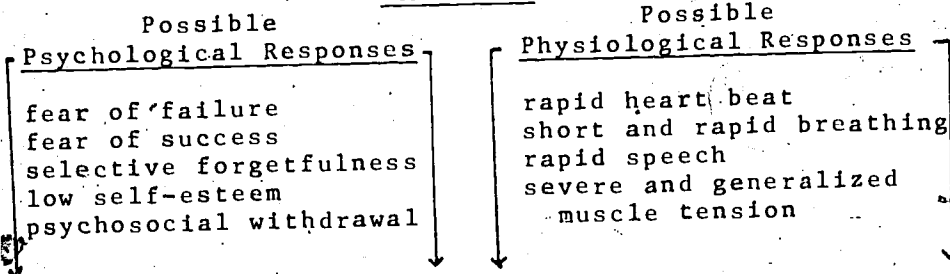 Possible
Psychological Responses
fear of failure
fear of success
selective forgetfulness
low self-esteem
psychosocial withdrawal
Possible
Physiological Responses
rapid heart beat
short and rapid breathing
rapid speech
severe and generalized
muscle tension